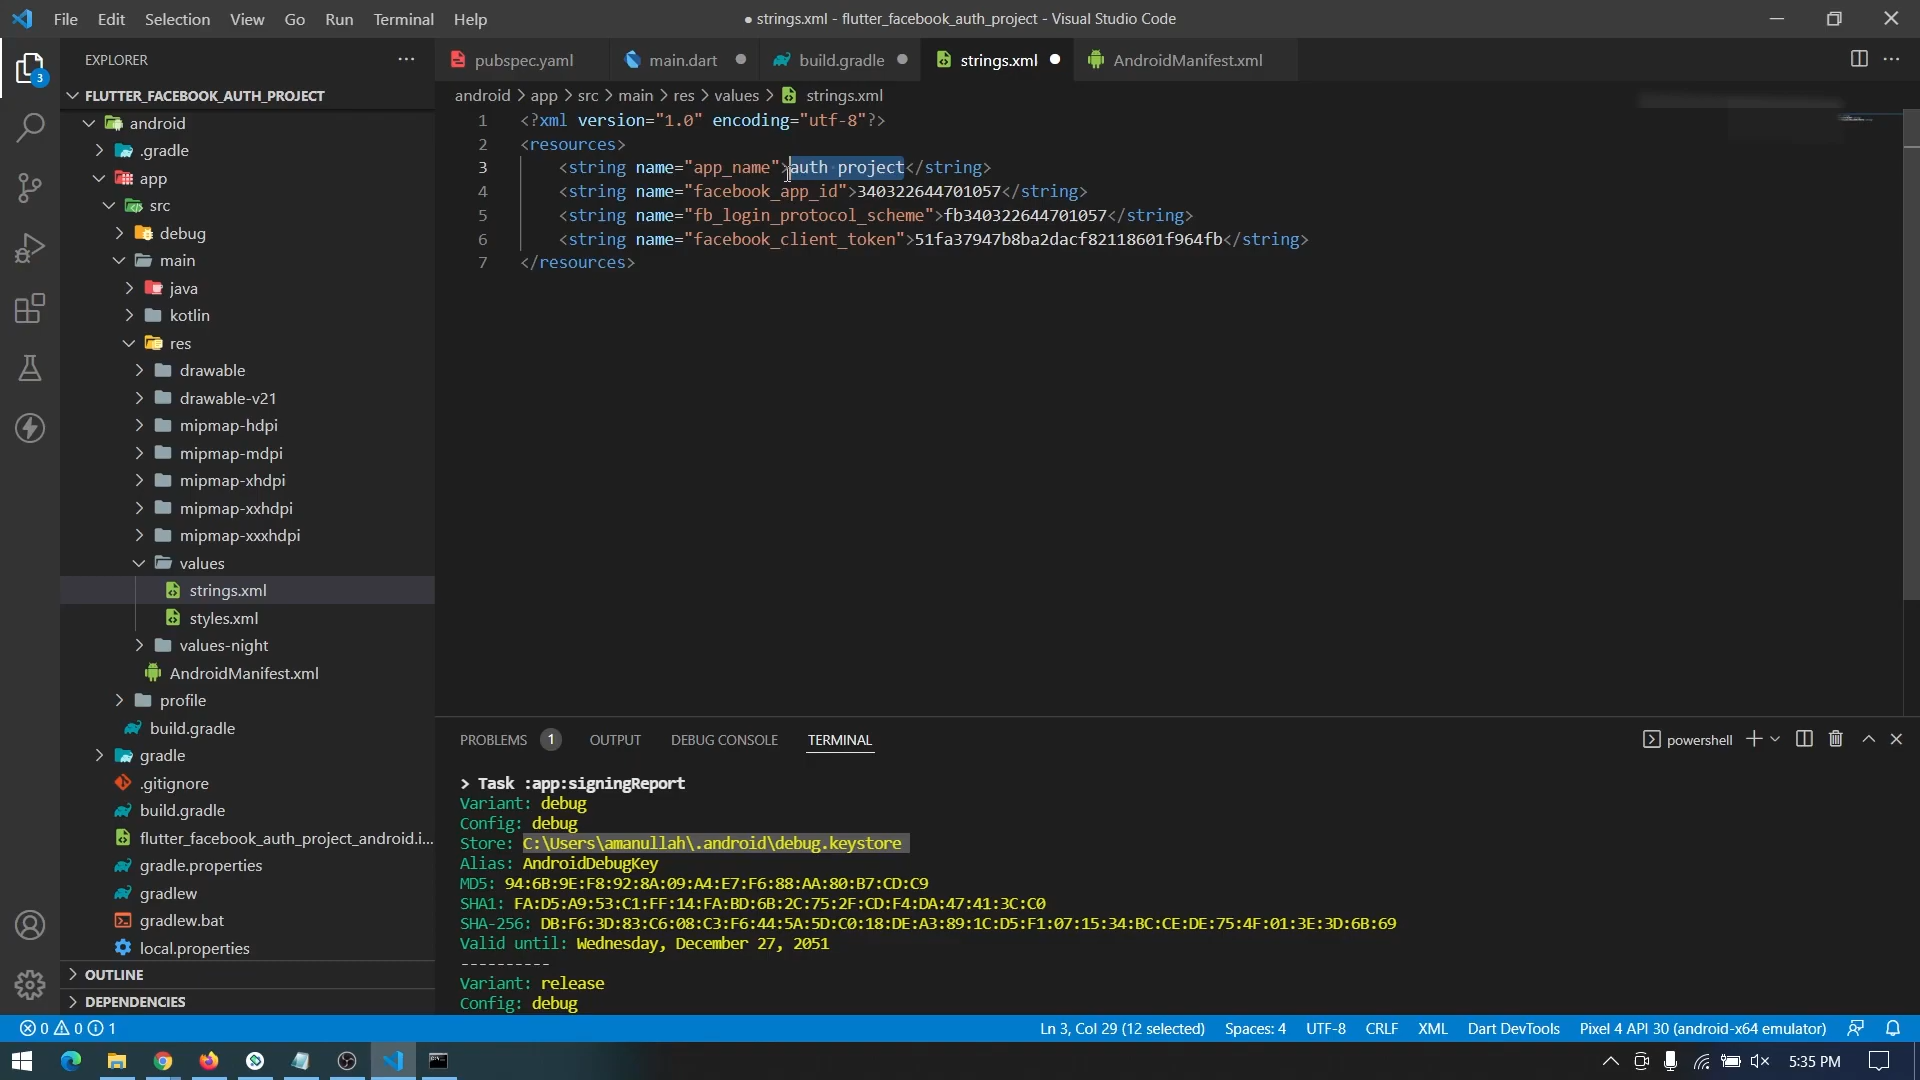 File Edit Selection View Go Run Terminal Help
● strings.xml - flutter_facebook_auth_project - Visual Studio Code
EXPLORER
FLUTTER_FACEBOOK_AUTH_PROJECT
android
.gradle
app
src
debug
main
java
kotlin
res
drawable
drawable-v21
mipmap-hdpi
mipmap-mdpi
mipmap-xhdpi
mipmap-xxhdpi
mipmap-xxxhdpi
values
strings.xml
styles.xml
values-night
AndroidManifest.xml
profile
build.gradle
gradle
.gitignore
build.gradle
flutter_facebook_auth_project_android.i...
gradle.properties
gradlew
gradlew.bat
local.properties
OUTLINE
DEPENDENCIES
3
pubspec.yaml main.dart build.gradle strings.xml AndroidManifest.xml
android > app > src > main > res > values > strings.xml
1 <?xml version="1.0" encoding="utf-8"?>
2 <resources>
3 <string name="app_name">auth project</string>
4 <string name="facebook_app_id">340322644701057</string>
5 <string name="fb_login_protocol_scheme">fb340322644701057</string>
6 <string name="facebook_client_token">51fa37947b8ba2dacf82118601f964fb</string>
7 </resources>
PROBLEMS 1 OUTPUT DEBUG CONSOLE TERMINAL
powershell
> Task :app:signingReport
Variant: debug
Config: debug
Store: C:\Users\amanullah\.android\debug.keystore
Alias: AndroidDebugKey
MD5: 94:6B:9E:F8:92:8A:09:A4:E7:F6:88:AA:80:B7:CD:C9
SHA1: FA:D5:A9:53:C1:FF:14:FA:BD:6B:2C:75:2F:CD:F4:DA:47:41:3C:C0
SHA-256: DB:F6:3D:83:C6:08:C3:F6:44:5A:5D:C0:18:DE:A3:89:1C:D5:F1:07:15:34:BC:CE:DE:75:4F:01:3E:3D:6B:69
Valid until: Wednesday, December 27, 2051
----------
Variant: release
Config: debug
0 0 1
Ln 3, Col 29 (12 selected) Spaces: 4 UTF-8 CRLF XML Dart DevTools Pixel 4 API 30 (android-x64 emulator)
5:35 PM